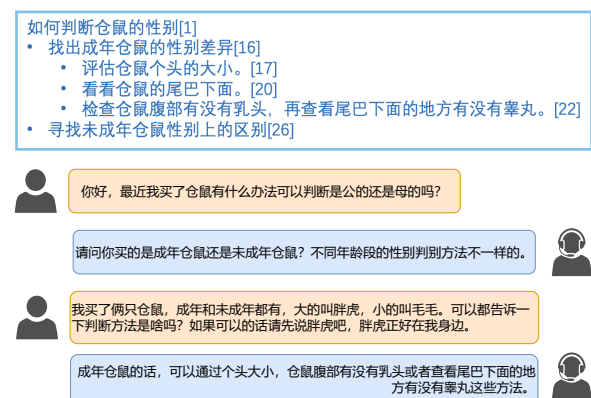 如何判断仓鼠的性别[1]
• 找出成年仓鼠的性别差异[16]
• 评估仓鼠个头的大小。[17]
• 看看仓鼠的尾巴下面。[20]
• 检查仓鼠腹部有没有乳头，再查看尾巴下面的地方有没有睾丸。[22]
• 寻找未成年仓鼠性别上的区别[26]
你好，最近我买了仓鼠有什么办法可以判断是公的还是母的吗？
请问你买的是成年仓鼠还是未成年仓鼠？不同年龄段的性别判别方法不一样的。
我买了俩只仓鼠，成年和未成年都有，大的叫胖虎，小的叫毛毛。可以都告诉一
下判断方法是啥吗？如果可以的话请先说胖虎吧，胖虎正好在我身边。
成年仓鼠的话，可以通过个头大小，仓鼠腹部有没有乳头或者查看尾巴下面的地
方有没有睾丸这些方法。